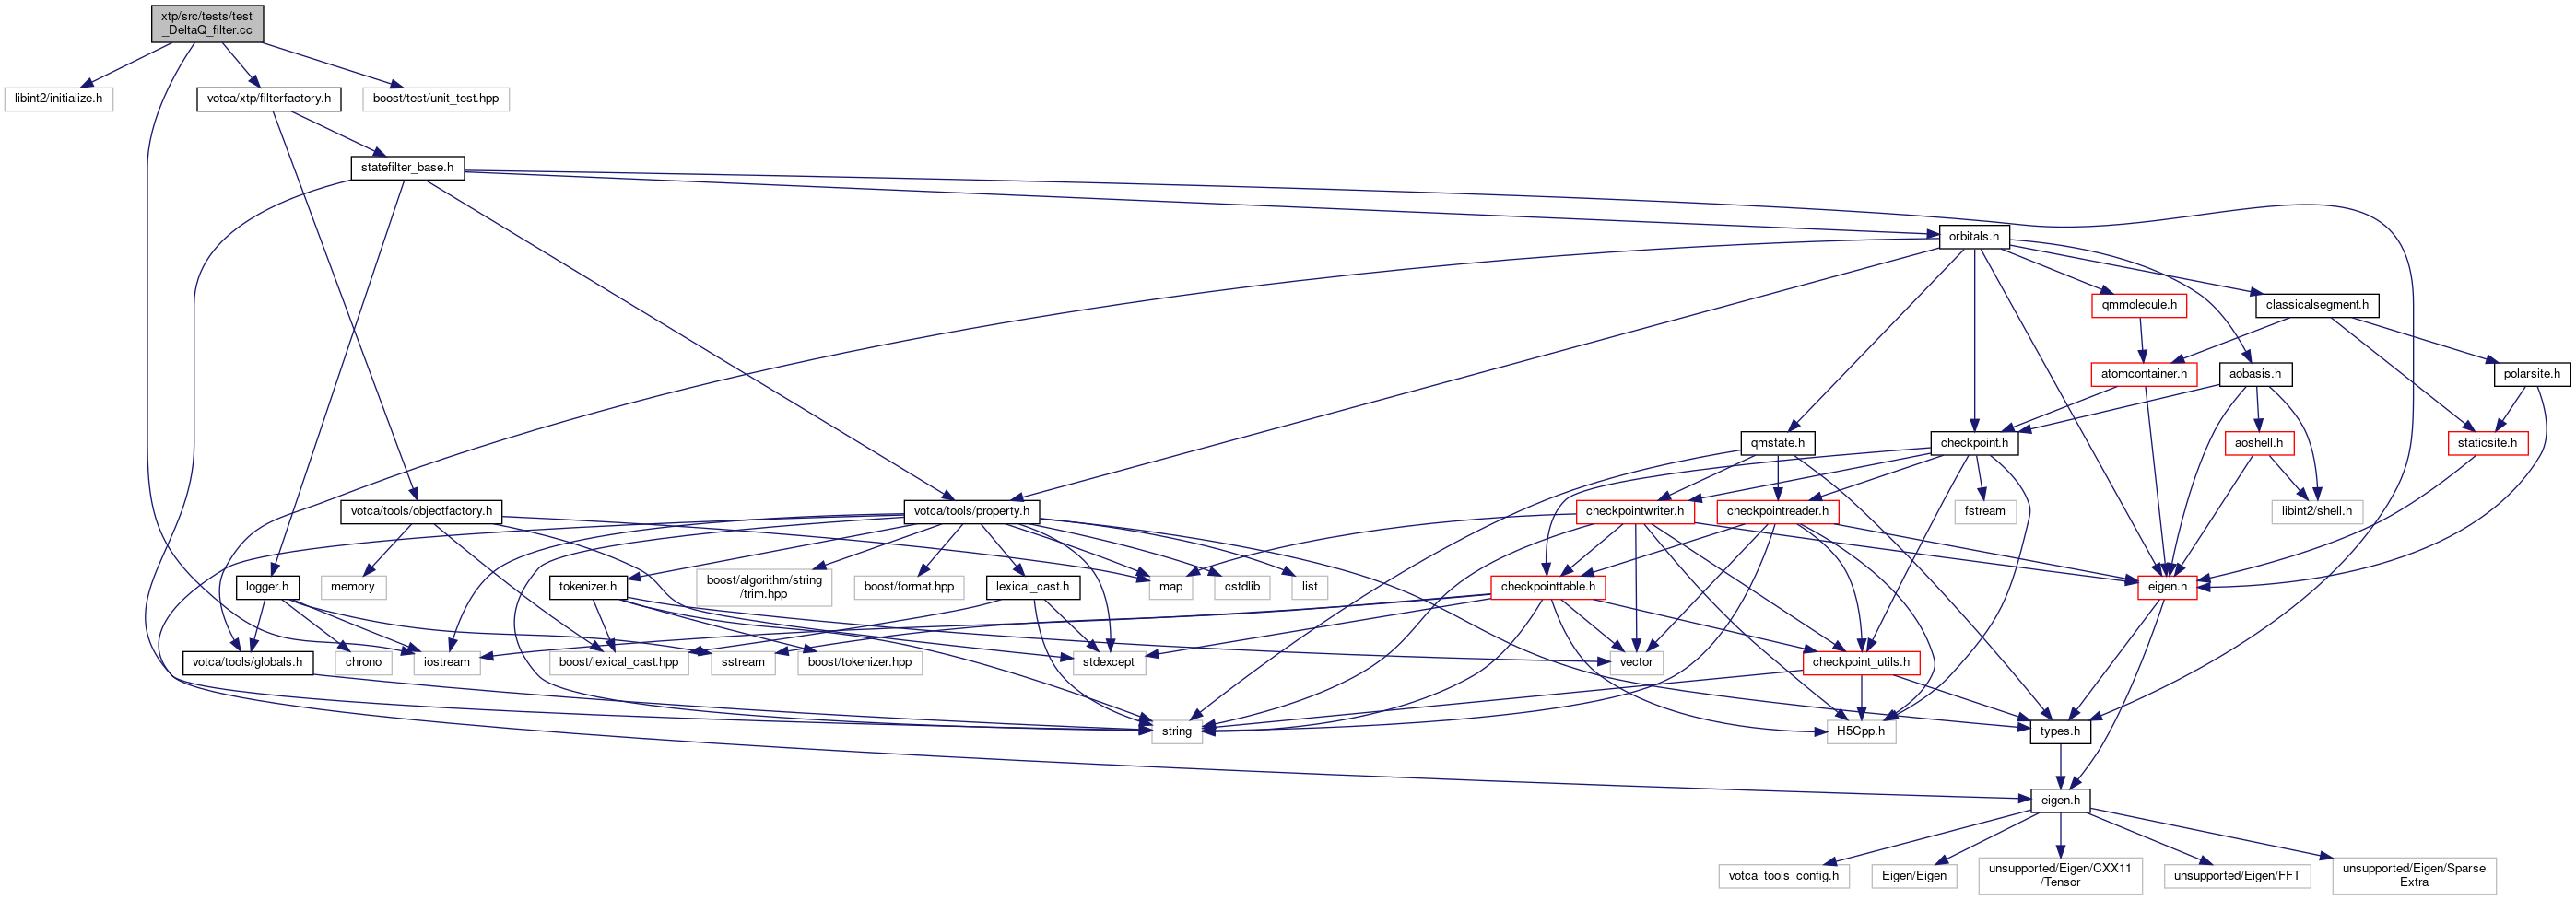 xtp/src/tests/test
_DeltaQ_filter.cc
libint2/initialize.h
votca/xtp/filterfactory.h
boost/test/unit_test.hpp
statefilter_base.h
orbitals.h
qmmolecule.h
classicalsegment.h
atomcontainer.h
aobasis.h
polarsite.h
qmstate.h
checkpoint.h
aoshell.h
staticsite.h
votca/tools/objectfactory.h
votca/tools/property.h
checkpointwriter.h
checkpointreader.h
fstream
libint2/shell.h
logger.h
memory
tokenizer.h
boost/algorithm/string
/trim.hpp
boost/format.hpp
lexical_cast.h
map
cstdlib
list
checkpointtable.h
eigen.h
votca/tools/globals.h
chrono
iostream
boost/lexical_cast.hpp
sstream
boost/tokenizer.hpp
stdexcept
vector
checkpoint_utils.h
string
H5Cpp.h
types.h
eigen.h
votca_tools_config.h
Eigen/Eigen
unsupported/Eigen/CXX11
/Tensor
unsupported/Eigen/FFT
unsupported/Eigen/Sparse
Extra